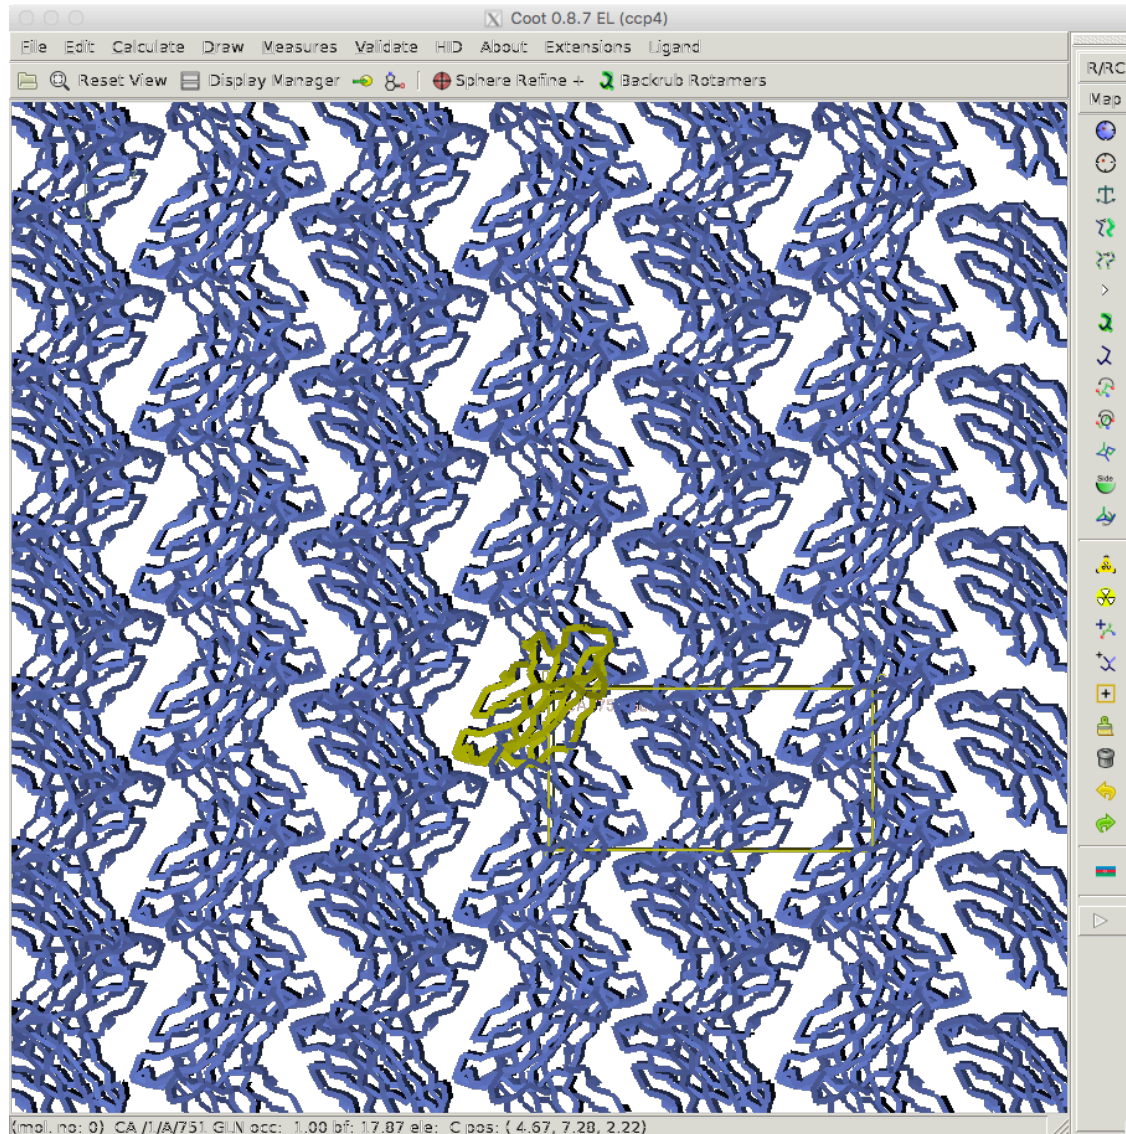 Coot 0.8.7 EL (ccp4)
File Edit Calculate Draw Measures Validate HID About Extensions Ligand
R/RC
Reset View Display Manager Sphere Refine + Backrub Rotamers
Map
Side
(mol. no: 0) CA /1/A/751 GLN occ: 1.00 bf: 17.87 ele: C pos: ( 4.67, 7.28, 2.22)